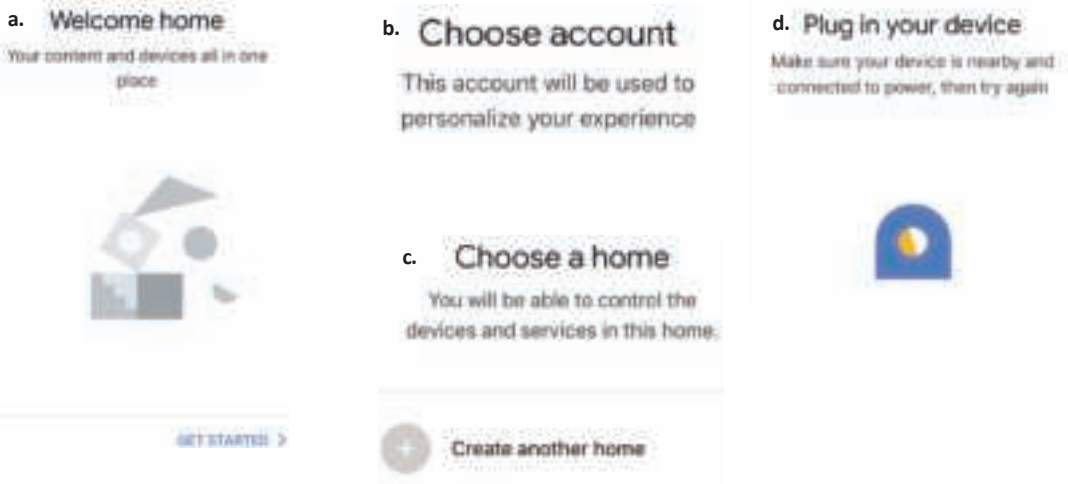 a. Welcome home
Your content and devices all in one
place
GET STARTED >
b. Choose account
This account will be used to
personalize your experience
c. Choose a home
You will be able to control the
devices and services in this home.
Create another home
d. Plug in your device
Make sure your device is nearby and
connected to power, then try again